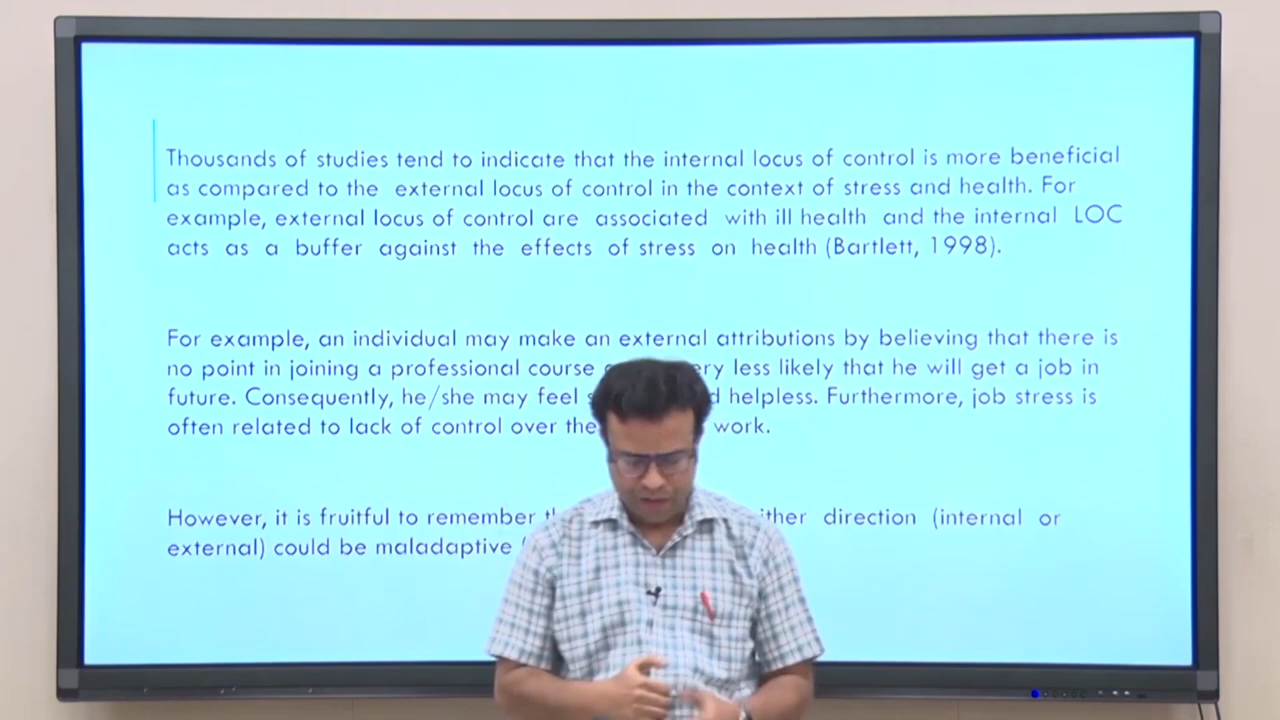 Thousands of studies tend to indicate that the internal locus of control is more beneficial
as compared to the external locus of control in the context of stress and health. For
example, external locus of control are associated with ill health and the internal LOC
acts as a buffer against the effects of stress on health (Bartlett, 1998).
For example, an individual may make an external attributions by believing that there is
no point in joining a professional course less likely that he will get a job in
future. Consequently, he/she may feel helpless. Furthermore, job stress is
often related to lack of control over the work.
However, it is fruitful to remember direction (internal or
external) could be maladaptive (